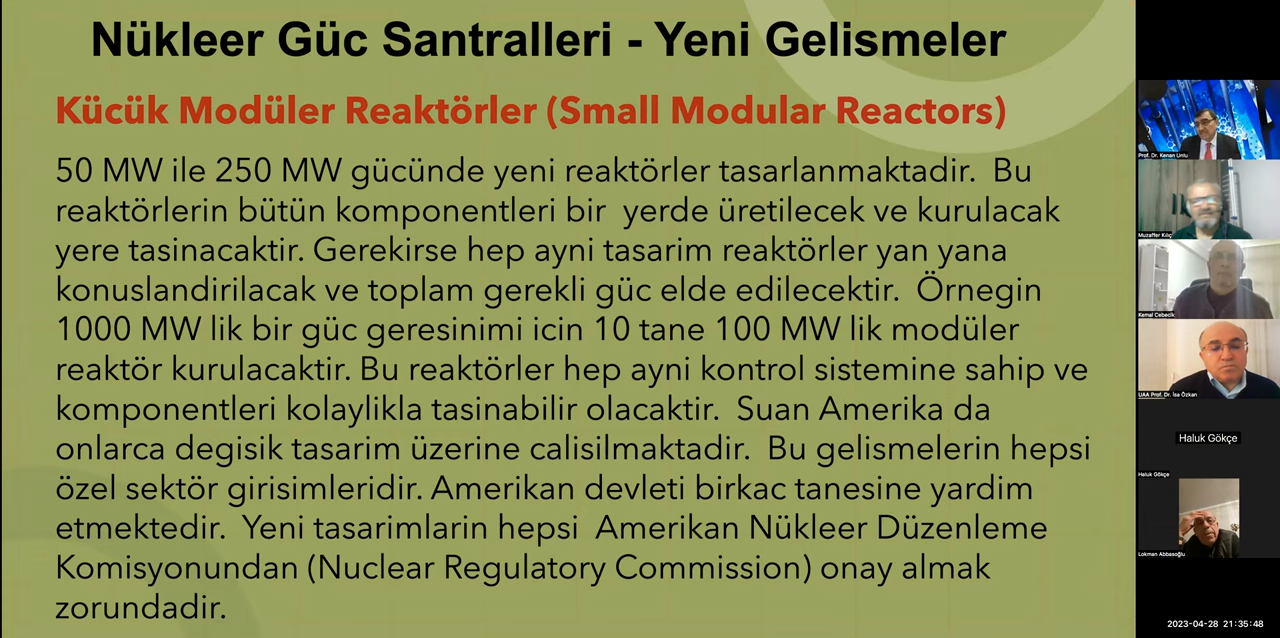 Nükleer Güc Santralleri - Yeni Gelismeler
Kücük Modüler Reaktörler (Small Modular Reactors)
50 MW ile 250 MW gücünde yeni reaktörler tasarlanmaktadir. Bu
reaktörlerin bütün komponentleri bir yerde üretilecek ve kurulacak
yere tasinacaktir. Gerekirse hep ayni tasarim reaktörler yan yana
konuslandirilacak ve toplam gerekli güc elde edilecektir. Örnegin
1000 MW lik bir güc geresinimi icin 10 tane 100 MW lik modüler
reaktör kurulacaktir. Bu reaktörler hep ayni kontrol sistemine sahip ve
komponentleri kolaylikla tasinabilir olacaktir. Suan Amerika da
onlarca degisik tasarim üzerine calisilmaktadir. Bu gelismelerin hepsi
özel sektör girisimleridir. Amerikan devleti birkac tanesine yardim
etmektedir. Yeni tasarimlarin hepsi Amerikan Nükleer Düzenleme
Komisyonundan (Nuclear Regulatory Commission) onay almak
zorundadir.
Prof. Dr. Kenan Unlu
Muzaffer Kılıç
Kemal Cebecik
UAA Prof. Dr. İsa Özkan
Haluk Gökçe
Haluk Gökçe
Lokman Abbasoğlu
2023-04-28 21:35:48